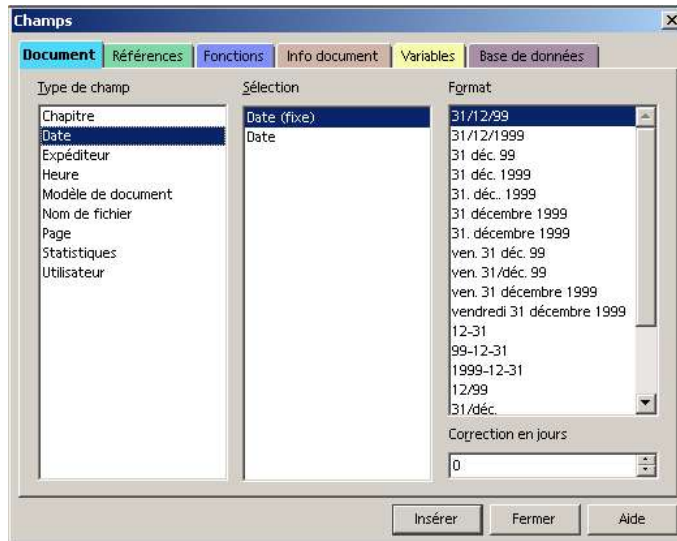 Champs
Document Références Fonctions Info document Variables Base de données
Type de champ
Chapitre
Date
Expéditeur
Heure
Modèle de document
Nom de fichier
Page
Statistiques
Utilisateur
Sélection
Date (fixe)
Date
Format
31/12/99
31/12/1999
31 déc. 99
31 déc. 1999
31. déc.. 1999
31 décembre 1999
31. décembre 1999
ven. 31 déc. 99
ven. 31/déc. 99
ven. 31 décembre 1999
vendredi 31 décembre 1999
12-31
99-12-31
1999-12-31
12/99
31/déc.
Correction en jours
0
Insérer Fermer Aide